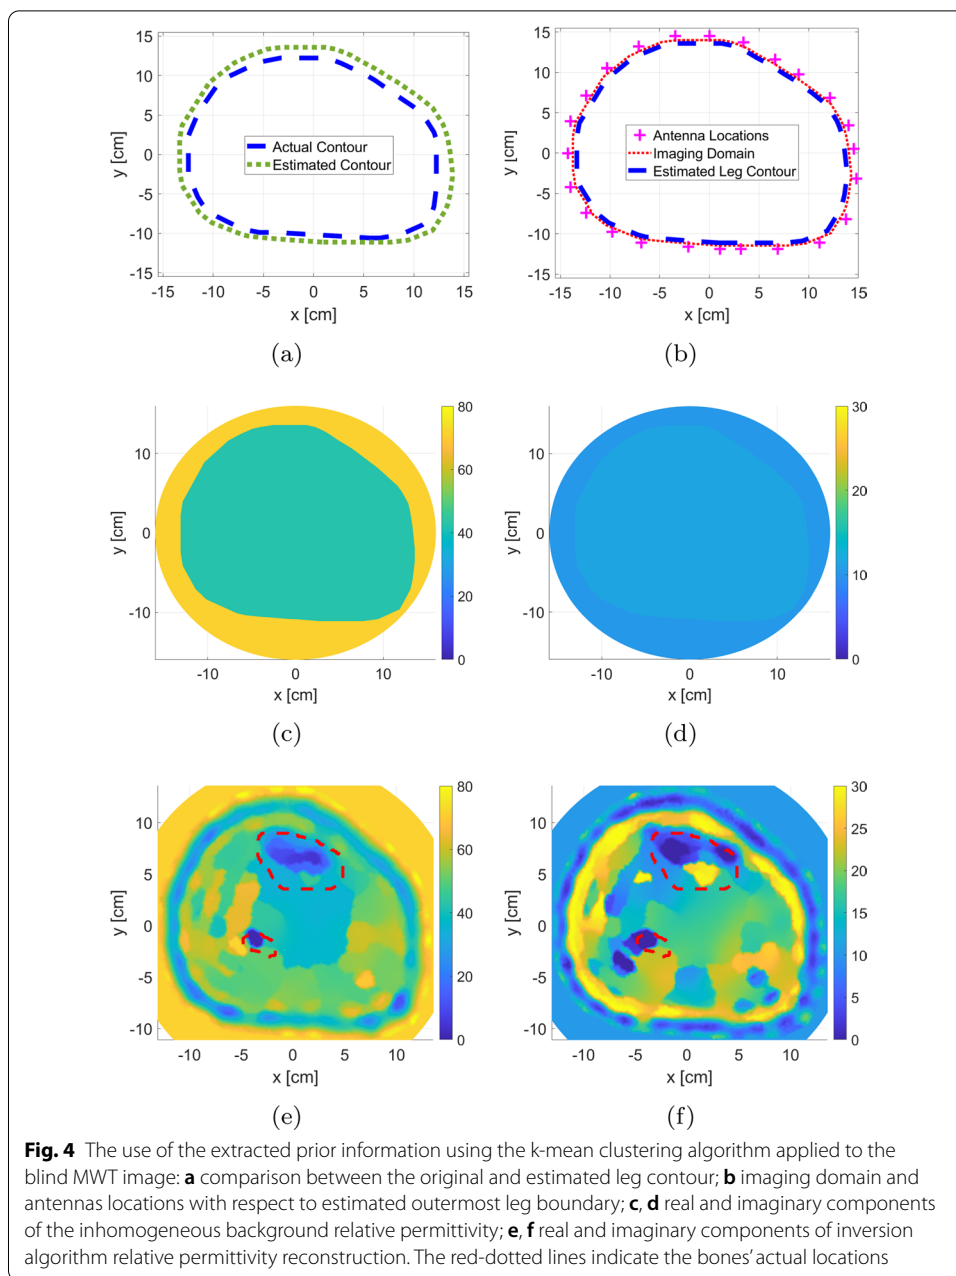 15
10
5
0
-5
-10
-15
y [cm]
Actual Contour
Estimated Contour
-15 -10 -5 0 5 10 15
x [cm]
(a)
15
10
5
0
-5
-10
-15
y [cm]
Antenna Locations
Imaging Domain
Estimated Leg Contour
-15 -10 -5 0 5 10 15
x [cm]
(b)
10
0
-10
y [cm]
-10 0 10
x [cm]
80
60
40
20
0
(c)
10
0
-10
y [cm]
-10 0 10
x [cm]
30
20
10
0
(d)
10
5
0
-5
-10
y [cm]
-10 -5 0 5 10
x [cm]
80
60
40
20
0
(e)
10
5
0
-5
-10
y [cm]
-10 -5 0 5 10
x [cm]
30
25
20
15
10
5
0
(f)
Fig. 4 The use of the extracted prior information using the k-mean clustering algorithm applied to the
blind MWT image: a comparison between the original and estimated leg contour; b imaging domain and
antennas locations with respect to estimated outermost leg boundary; c, d real and imaginary components
of the inhomogeneous background relative permittivity; e, f real and imaginary components of inversion
algorithm relative permittivity reconstruction. The red-dotted lines indicate the bones' actual locations